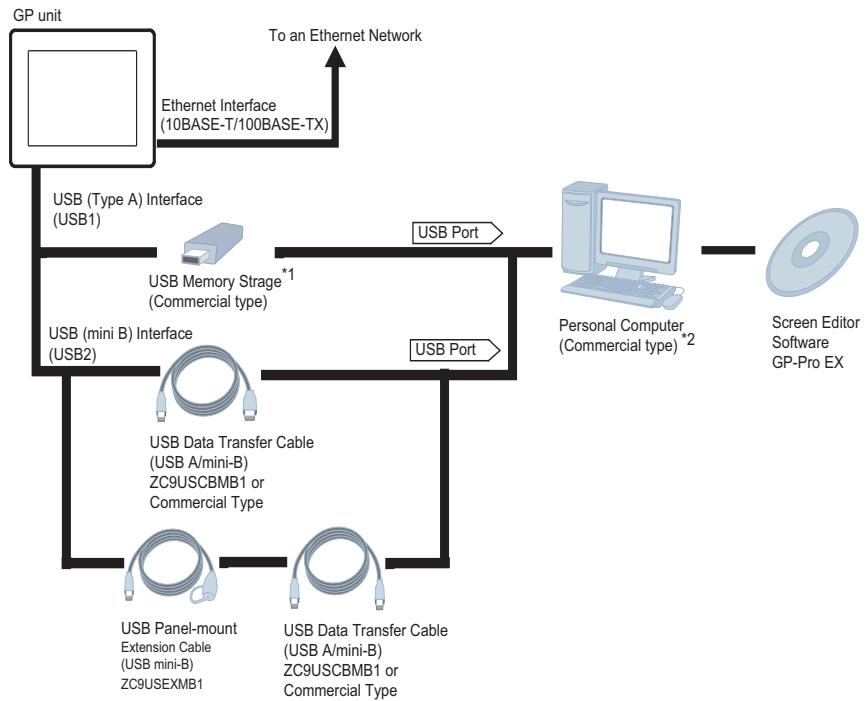 GP unit
To an Ethernet Network
Ethernet Interface
(10BASE-T/100BASE-TX)
USB (Type A) Interface
(USB1)
USB Port
USB Memory Strage*1
(Commercial type)
Personal Computer
(Commercial type) *2
Screen Editor
Software
GP-Pro EX
USB (mini B) Interface
(USB2)
USB Port
USB Data Transfer Cable
(USB A/mini-B)
ZC9USCBMB1 or
Commercial Type
USB Panel-mount
Extension Cable
(USB mini-B)
ZC9USEXMB1
USB Data Transfer Cable
(USB A/mini-B)
ZC9USCBMB1 or
Commercial Type